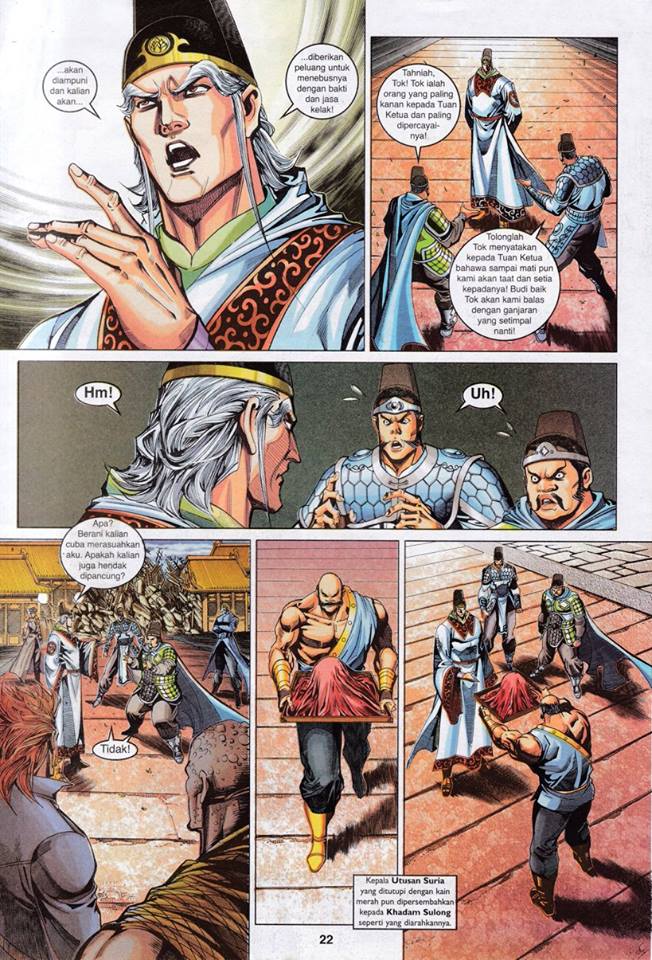 ...akan
diampuni
dan kalian
akan...
...diberikan
peluang untuk
menebusnya
dengan bakti
dan jasa
kelak!
Tahniah,
Tok! Tok ialah
orang yang paling
kanan kepada Tuan
Ketua dan paling
dipercayai-
nya!
Tolonglah
Tok menyatakan
kepada Tuan Ketua
bahawa sampai mati pun
kami akan taat dan setia
kepadanya! Budi baik
Tok akan kami balas
dengan ganjaran
yang setimpal
nanti!
Hm!
Uh!
Apa?
Berani kalian
cuba merasuahkan
aku. Apakah kalian
juga hendak
dipancung?
Tidak!
Kepala Utusan Suria
yang ditutupi dengan kain
merah pun dipersembahkan
kepada Khadam Sulong
seperti yang diarahkannya.
22